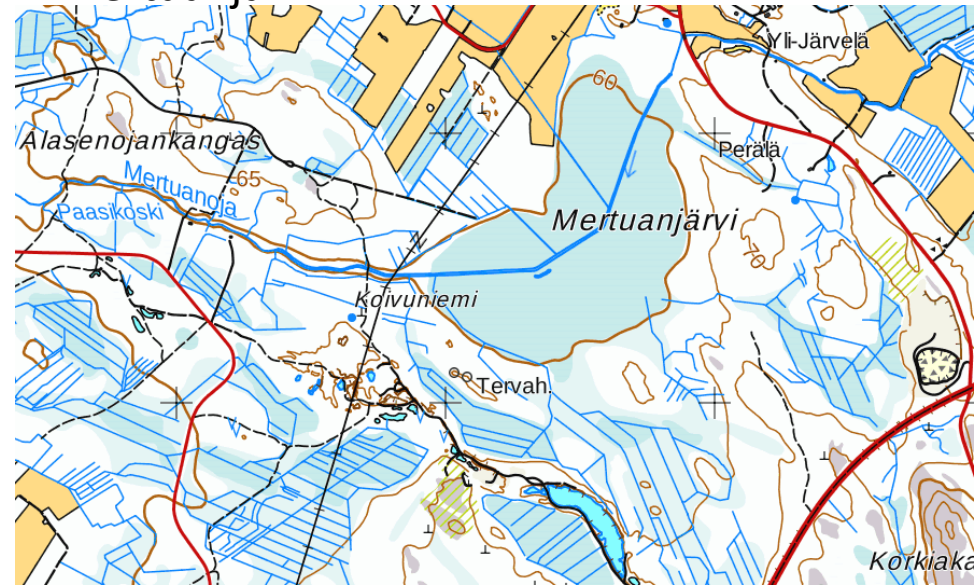 Yli-Järvelä
60
Alasenojankangas
Perälä
Mertuanoja
65
Paasikoski
Mertuanjärvi
70
Koivuniemi
Tervah.
Korkiaka